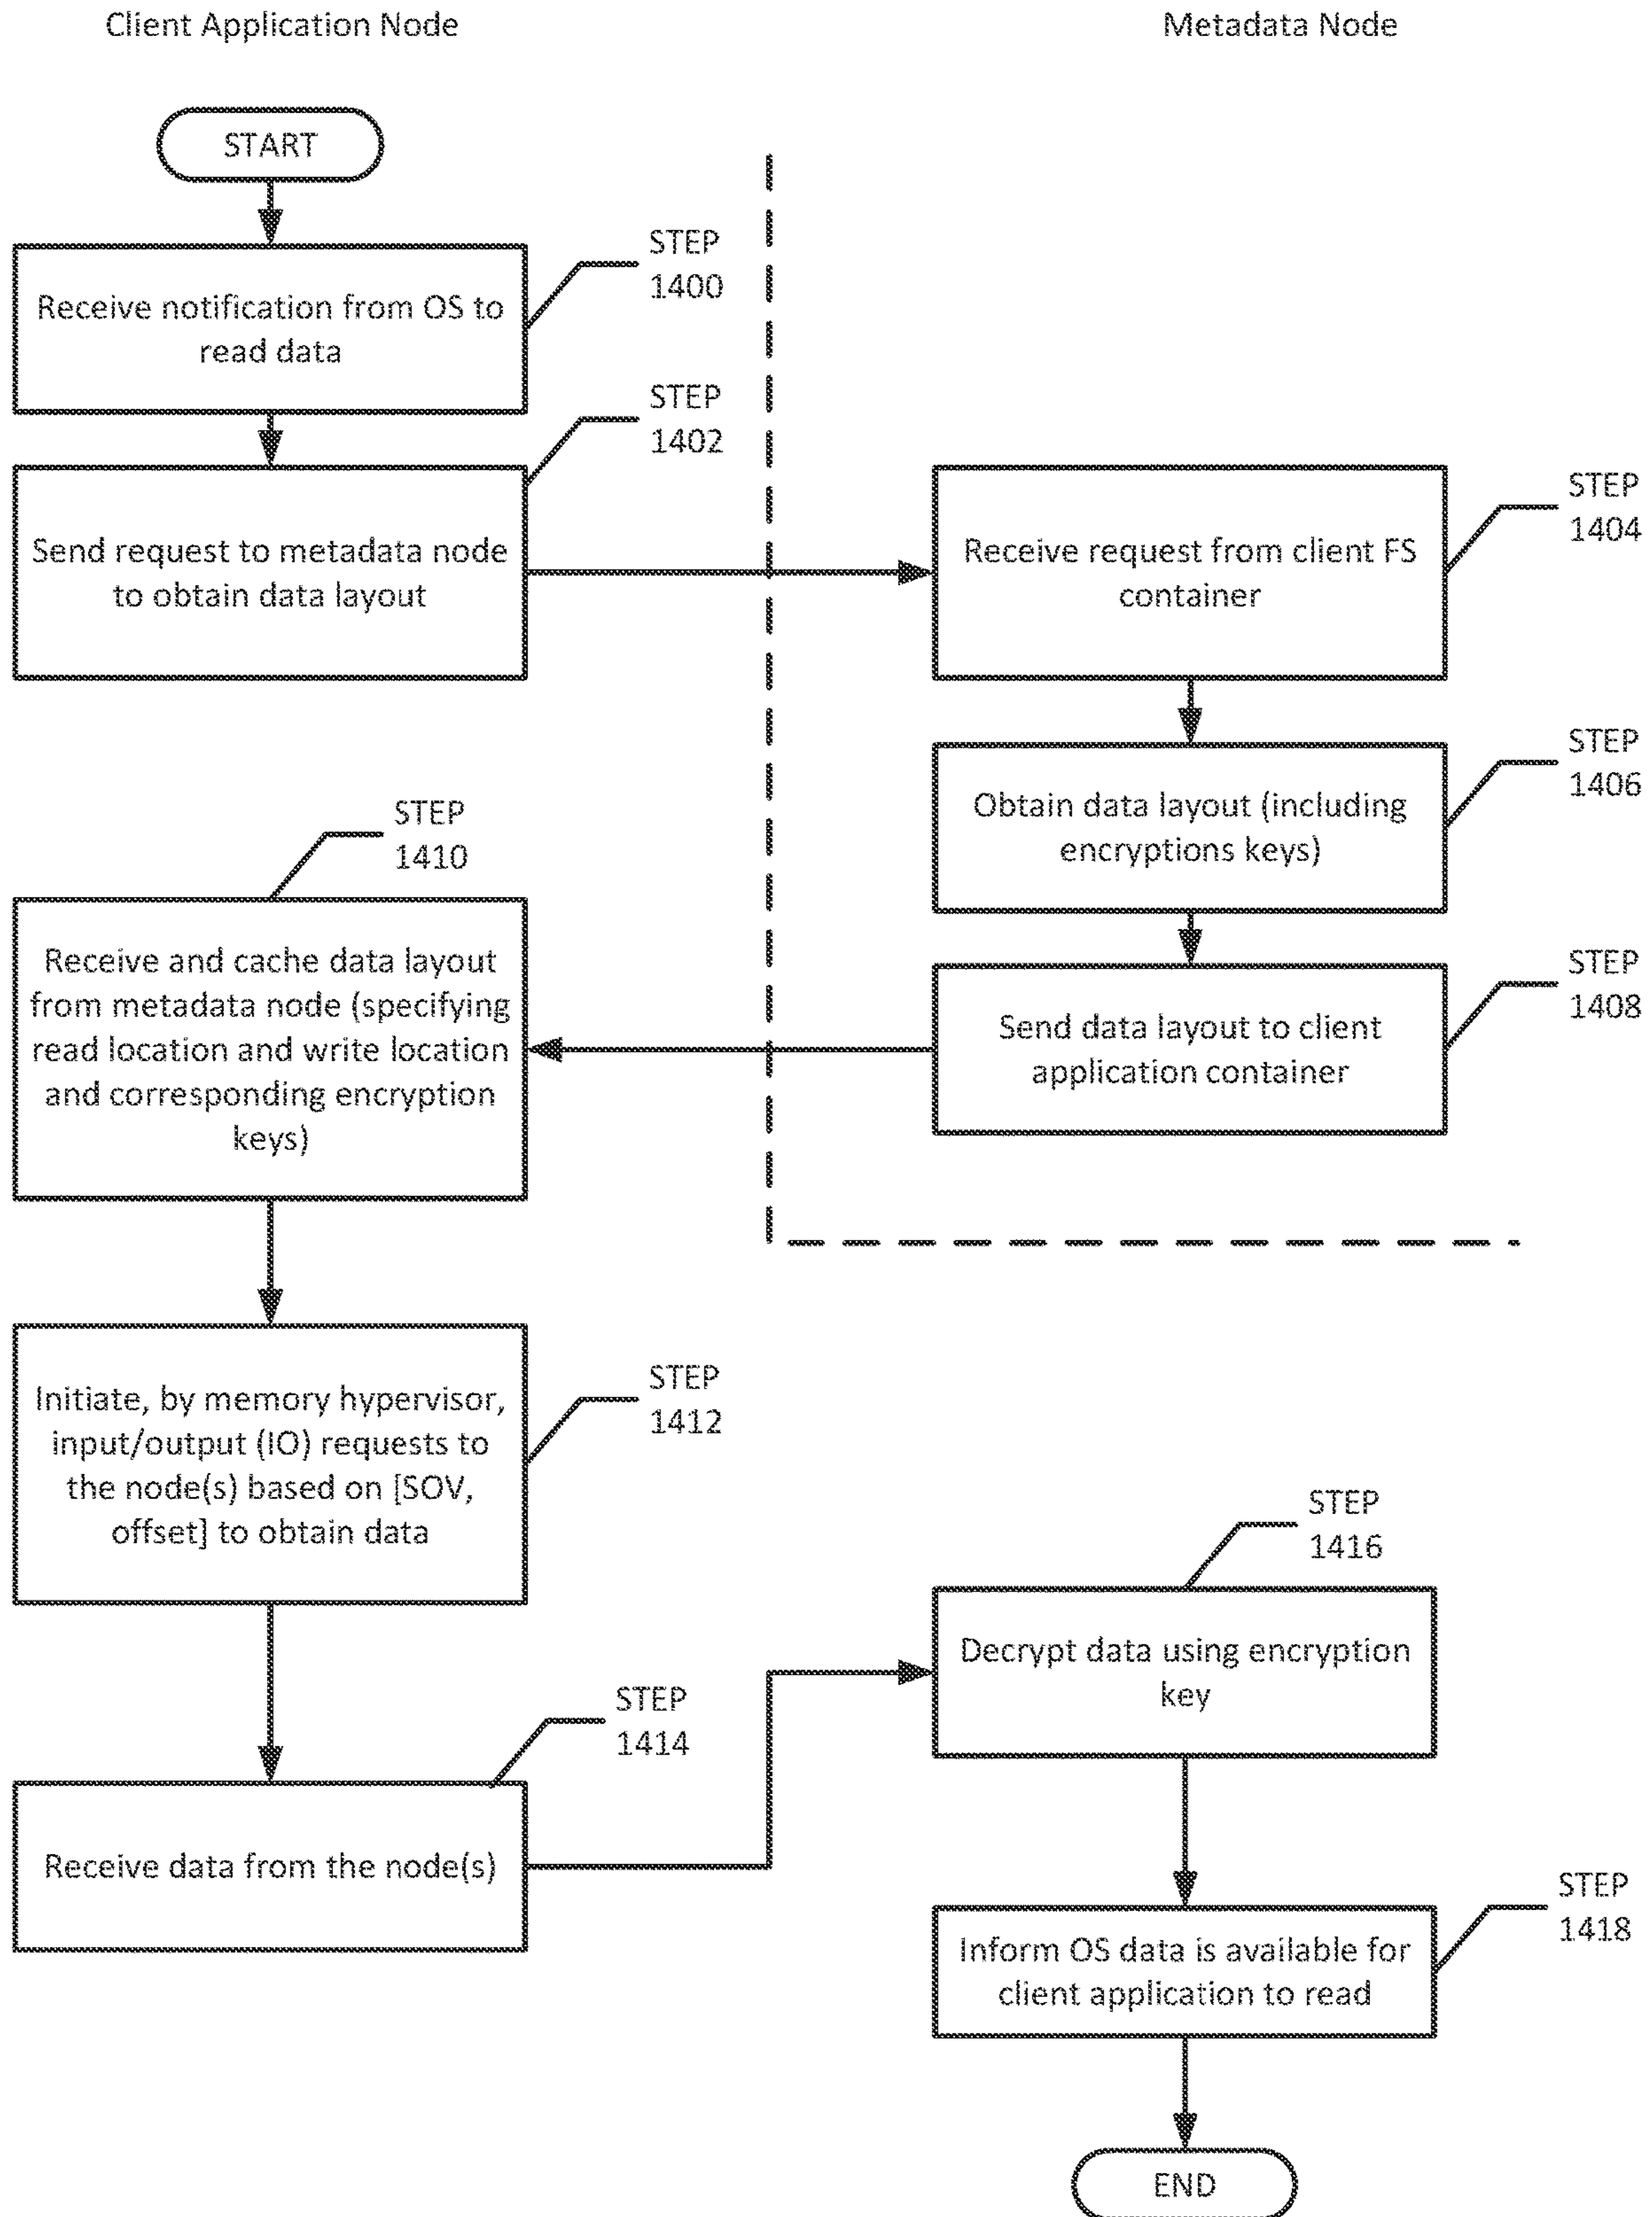 Client Application Node
Metadata Node
START
STEP
1400
Receive notification from OS to
read data
STEP
1402
Send request to metadata node
to obtain data layout
STEP
1404
Receive request from client FS
container
STEP
1406
Obtain data layout (including
encryptions keys)
STEP
1408
Send data layout to client
application container
STEP
1410
Receive and cache data layout
from metadata node (specifying
read location and write location
and corresponding encryption
keys)
STEP
1412
Initiate, by memory hypervisor,
input/output (IO) requests to
the node(s) based on [SOV,
offset] to obtain data
STEP
1414
Receive data from the node(s)
STEP
1416
Decrypt data using encryption
key
STEP
1418
Inform OS data is available for
client application to read
END